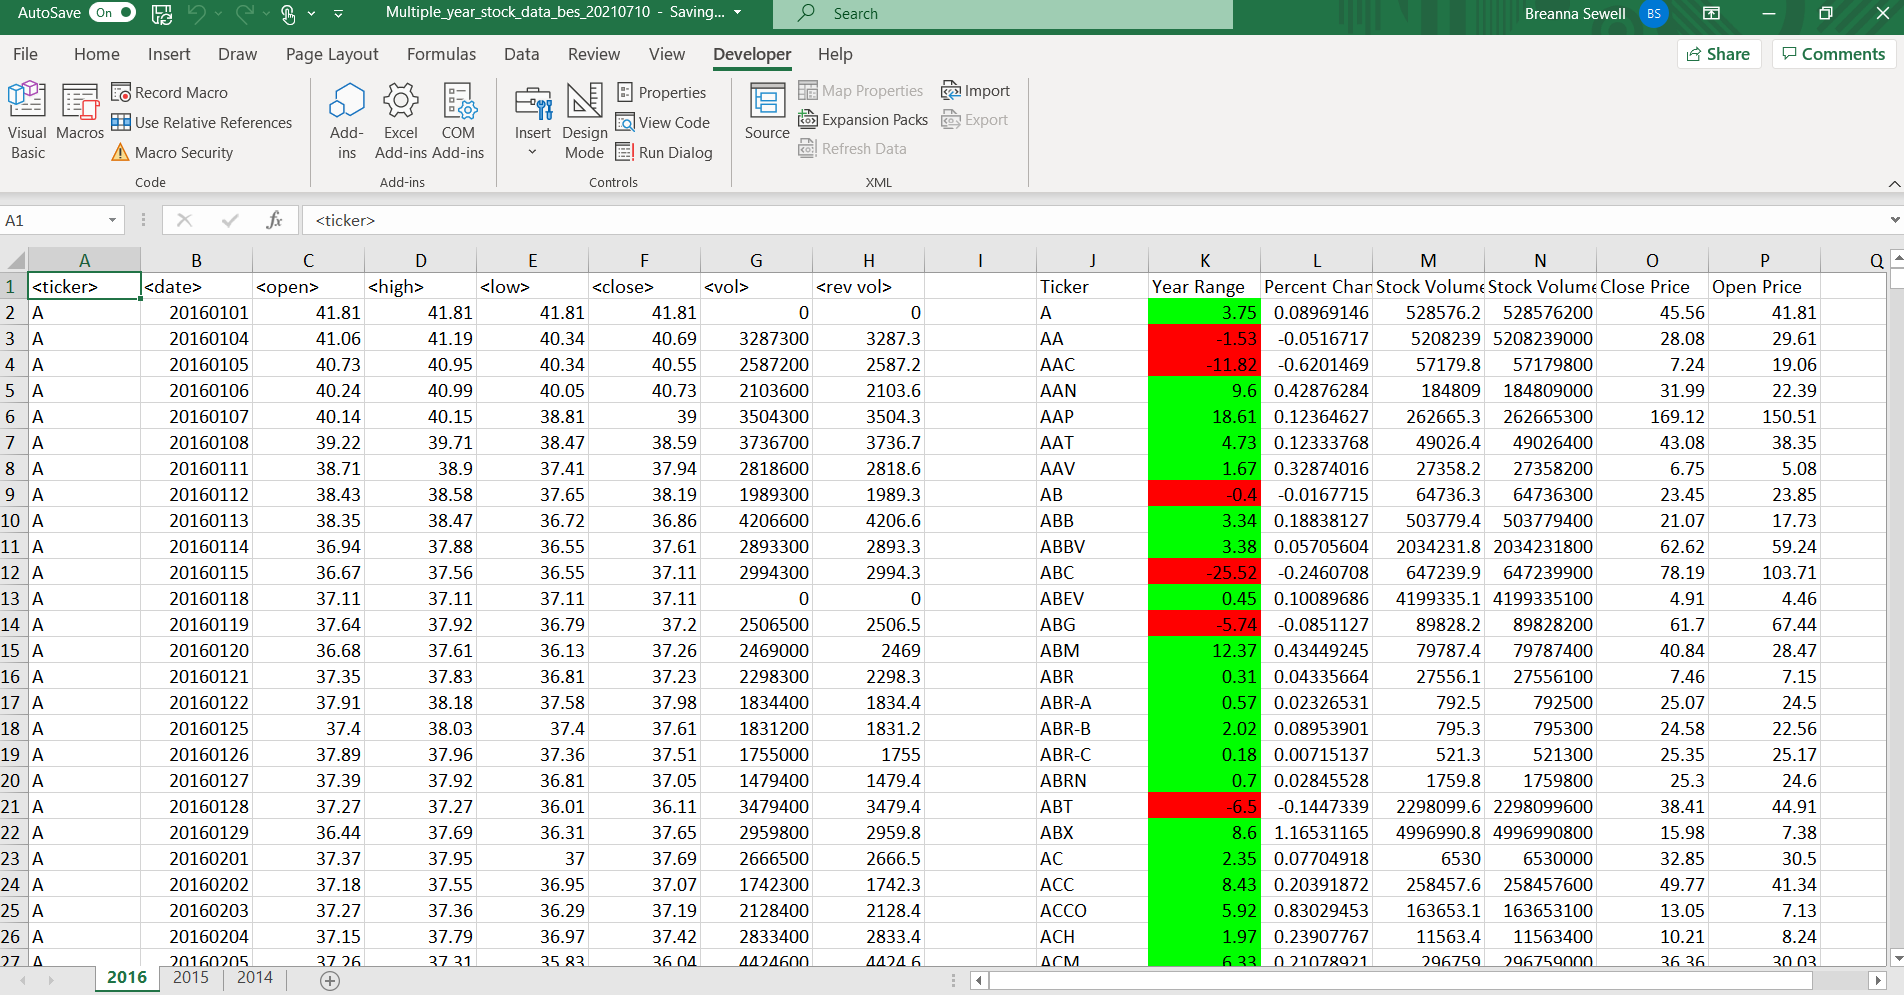 AutoSave On Multiple_year_stock_data_bes_20210710 - Saving... Search Breanna Sewell BS
File Home Insert Draw Page Layout Formulas Data Review View Developer Help Share Comments
Visual Basic Macros Record Macro Use Relative References Macro Security Code
Add-ins Excel Add-ins COM Add-ins Add-ins
Insert Design Mode Properties View Code Run Dialog Controls
Source Map Properties Expansion Packs Refresh Data Import Export XML
A1 fx <ticker>
A B C D E F G H I J K L M N O P Q
1 <ticker> <date> <open> <high> <low> <close> <vol> <rev vol> Ticker Year Range Percent Char Stock Volume Stock Volume Close Price Open Price
2 A 20160101 41.81 41.81 41.81 41.81 0 0 A 3.75 0.08969146 528576.2 528576200 45.56 41.81
3 A 20160104 41.06 41.19 40.34 40.69 3287300 3287.3 AA -1.53 -0.0516717 5208239 5208239000 28.08 29.61
4 A 20160105 40.73 40.95 40.34 40.55 2587200 2587.2 AAC -11.82 -0.6201469 57179.8 57179800 7.24 19.06
5 A 20160106 40.24 40.99 40.05 40.73 2103600 2103.6 AAN 9.6 0.42876284 184809 184809000 31.99 22.39
6 A 20160107 40.14 40.15 38.81 39 3504300 3504.3 AAP 18.61 0.12364627 262665.3 262665300 169.12 150.51
7 A 20160108 39.22 39.71 38.47 38.59 3736700 3736.7 AAT 4.73 0.12333768 49026.4 49026400 43.08 38.35
8 A 20160111 38.71 38.9 37.41 37.94 2818600 2818.6 AAV 1.67 0.32874016 27358.2 27358200 6.75 5.08
9 A 20160112 38.43 38.58 37.65 38.19 1989300 1989.3 AB -0.4 -0.0167715 64736.3 64736300 23.45 23.85
10 A 20160113 38.35 38.47 36.72 36.86 4206600 4206.6 ABB 3.34 0.18838127 503779.4 503779400 21.07 17.73
11 A 20160114 36.94 37.88 36.55 37.61 2893300 2893.3 ABBV 3.38 0.05705604 2034231.8 2034231800 62.62 59.24
12 A 20160115 36.67 37.56 36.55 37.11 2994300 2994.3 ABC -25.52 -0.2460708 647239.9 647239900 78.19 103.71
13 A 20160118 37.11 37.11 37.11 37.11 0 0 ABEV 0.45 0.10089686 4199335.1 4199335100 4.91 4.46
14 A 20160119 37.64 37.92 36.79 37.2 2506500 2506.5 ABG -5.74 -0.0851127 89828.2 89828200 61.7 67.44
15 A 20160120 36.68 37.61 36.13 37.26 2469000 2469 ABM 12.37 0.43449245 79787.4 79787400 40.84 28.47
16 A 20160121 37.35 37.83 36.81 37.23 2298300 2298.3 ABR 0.31 0.04335664 27556.1 27556100 7.46 7.15
17 A 20160122 37.91 38.18 37.58 37.98 1834400 1834.4 ABR-A 0.57 0.02326531 792.5 792500 25.07 24.5
18 A 20160125 37.4 38.03 37.4 37.61 1831200 1831.2 ABR-B 2.02 0.08953901 795.3 795300 24.58 22.56
19 A 20160126 37.89 37.96 37.36 37.51 1755000 1755 ABR-C 0.18 0.00715137 521.3 521300 25.35 25.17
20 A 20160127 37.39 37.92 36.81 37.05 1479400 1479.4 ABRN 0.7 0.02845528 1759.8 1759800 25.3 24.6
21 A 20160128 37.27 37.27 36.01 36.11 3479400 3479.4 ABT -6.5 -0.1447339 2298099.6 2298099600 38.41 44.91
22 A 20160129 36.44 37.69 36.31 37.65 2959800 2959.8 ABX 8.6 1.16531165 4996990.8 4996990800 15.98 7.38
23 A 20160201 37.37 37.95 37 37.69 2666500 2666.5 AC 2.35 0.07704918 6530 6530000 32.85 30.5
24 A 20160202 37.18 37.55 36.95 37.07 1742300 1742.3 ACC 8.43 0.20391872 258457.6 258457600 49.77 41.34
25 A 20160203 37.27 37.36 36.29 37.19 2128400 2128.4 ACCO 5.92 0.83029453 163653.1 163653100 13.05 7.13
26 A 20160204 37.15 37.79 36.97 37.42 2833400 2833.4 ACH 1.97 0.23907767 11563.4 11563400 10.21 8.24
27 A 20160205 37.26 37.31 35.83 36.04 4424600 4424.6 ACM 6.33 0.21078921 296759 296759000 36.36 30.03
2016 2015 2014